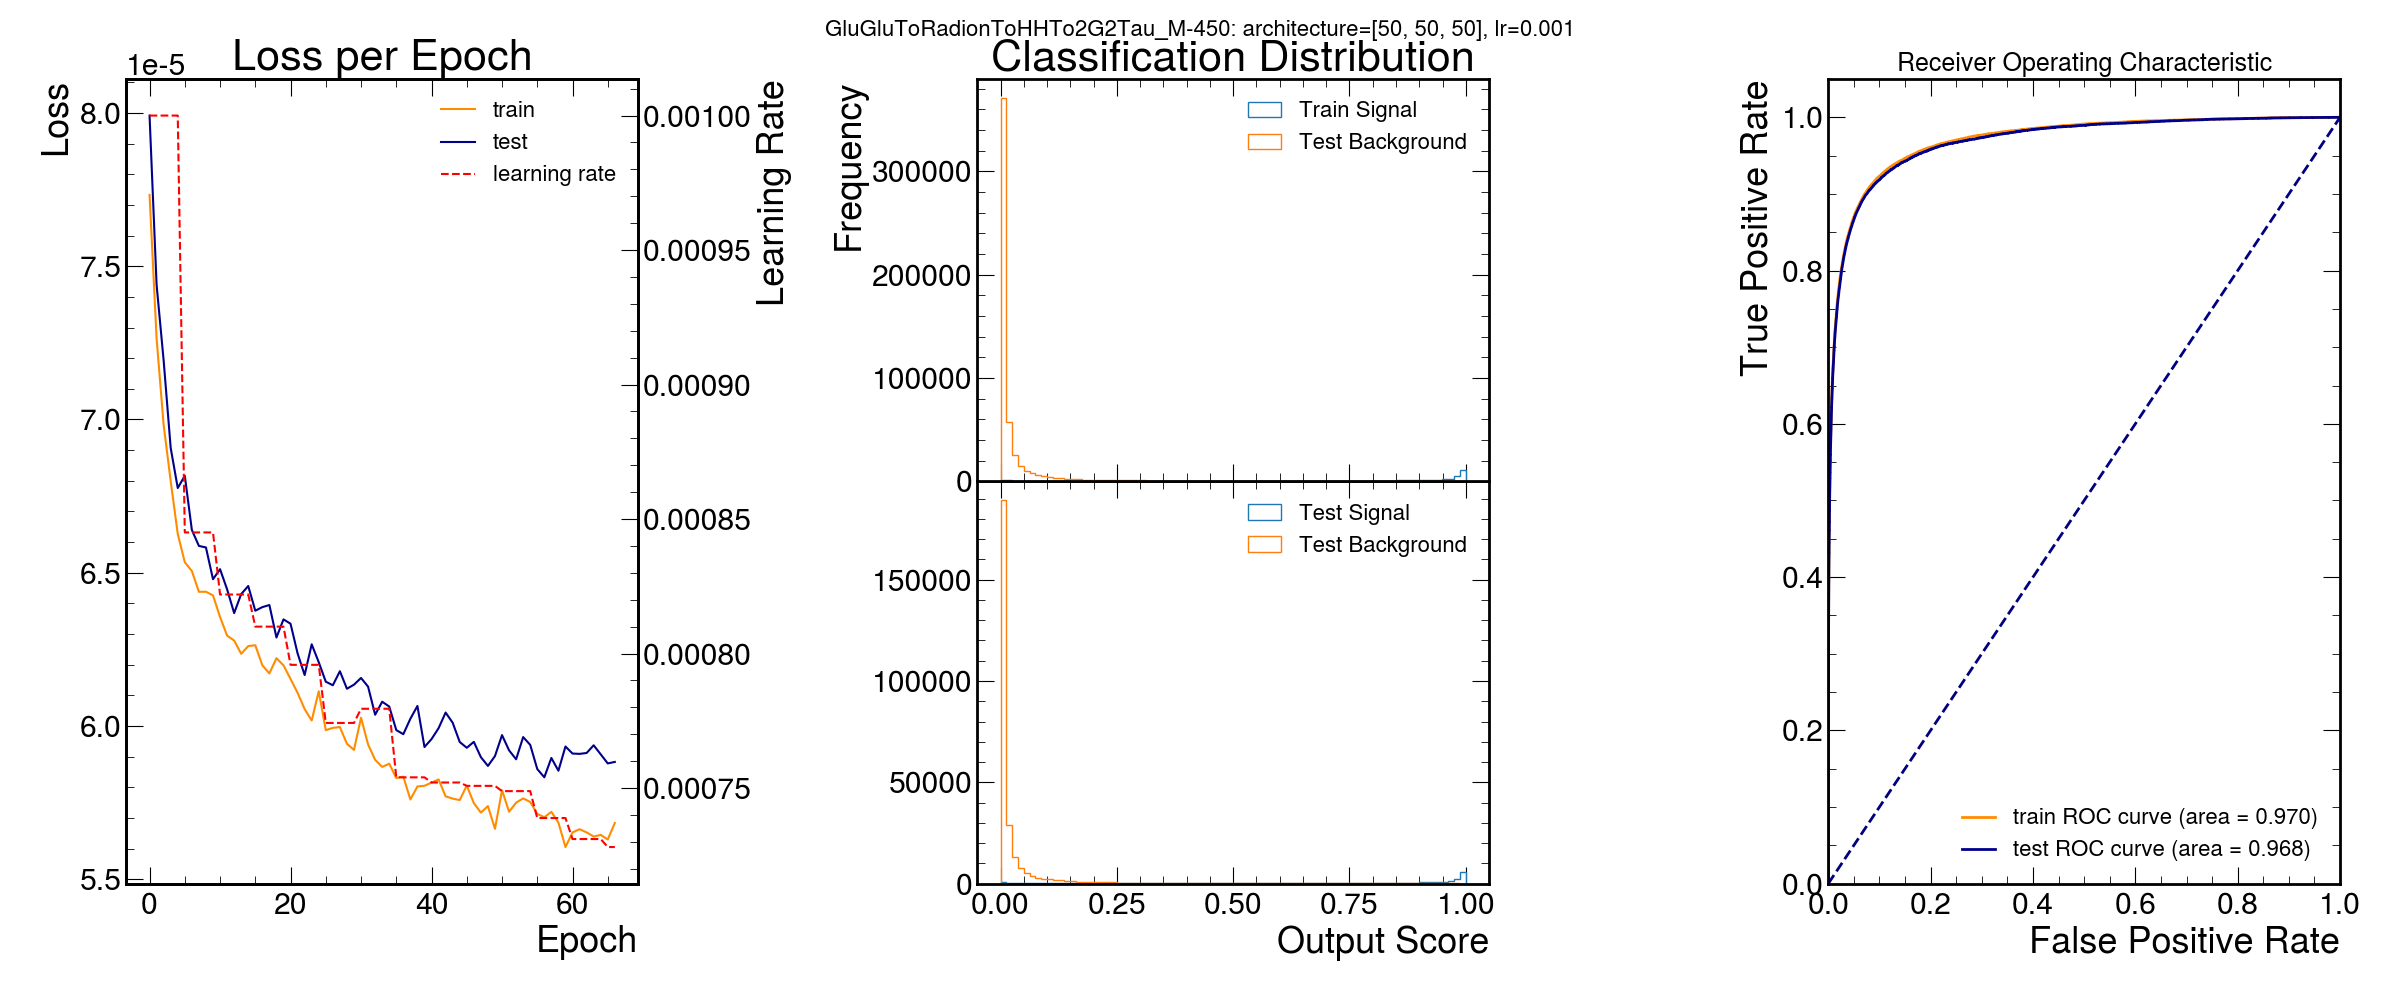 GluGluToRadionToHHTo2G2Tau_M-450: architecture=[50, 50, 50], lr=0.001
Loss per Epoch
1e-5
Loss
8.0
7.5
7.0
6.5
6.0
5.5
0
20
40
60
Epoch
train
test
learning rate
0.00100
0.00095
0.00090
0.00085
0.00080
0.00075
Learning Rate
Classification Distribution
Frequency
300000
200000
100000
0
Train Signal
Test Background
150000
100000
50000
0
Test Signal
Test Background
0.00
0.25
0.50
0.75
1.00
Output Score
Receiver Operating Characteristic
True Positive Rate
1.0
0.8
0.6
0.4
0.2
0.0
0.0
0.2
0.4
0.6
0.8
1.0
False Positive Rate
train ROC curve (area = 0.970)
test ROC curve (area = 0.968)